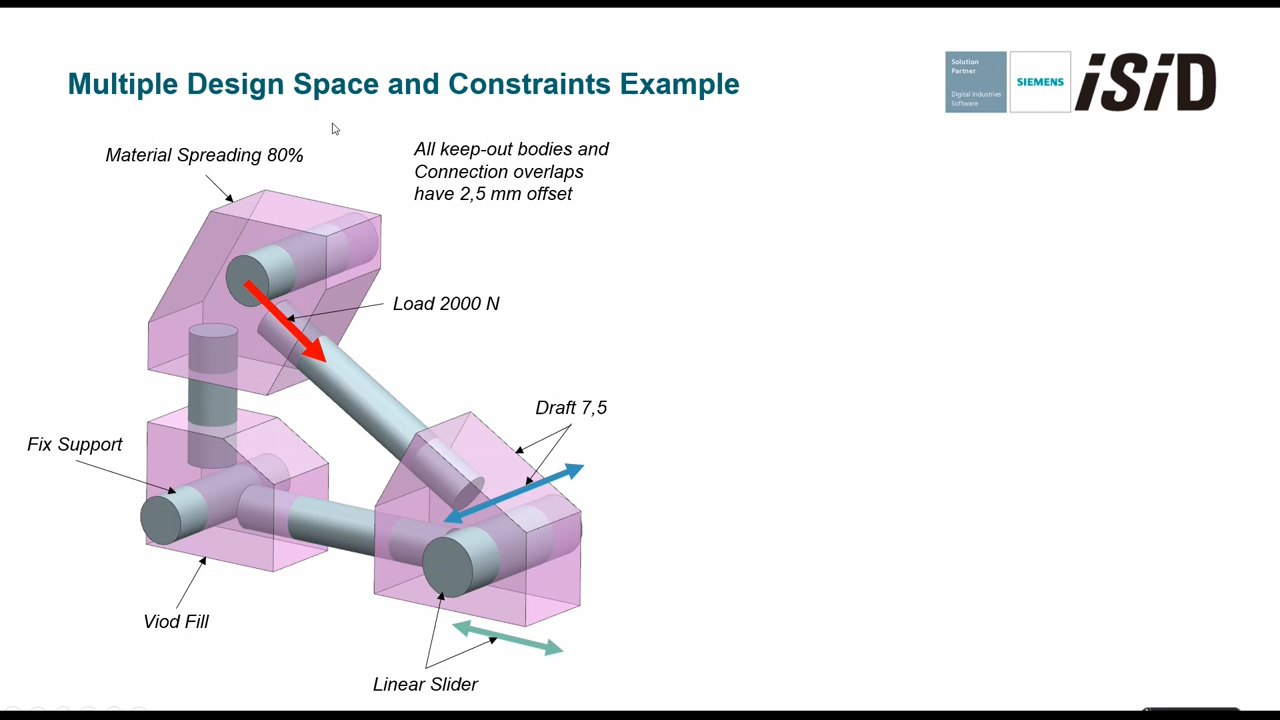 Multiple Design Space and Constraints Example
Solution
Partner
Digital Industries
Software
SIEMENS
iSiD
Material Spreading 80%
All keep-out bodies and
Connection overlaps
have 2,5 mm offset
Load 2000 N
Draft 7,5
Fix Support
Viod Fill
Linear Slider